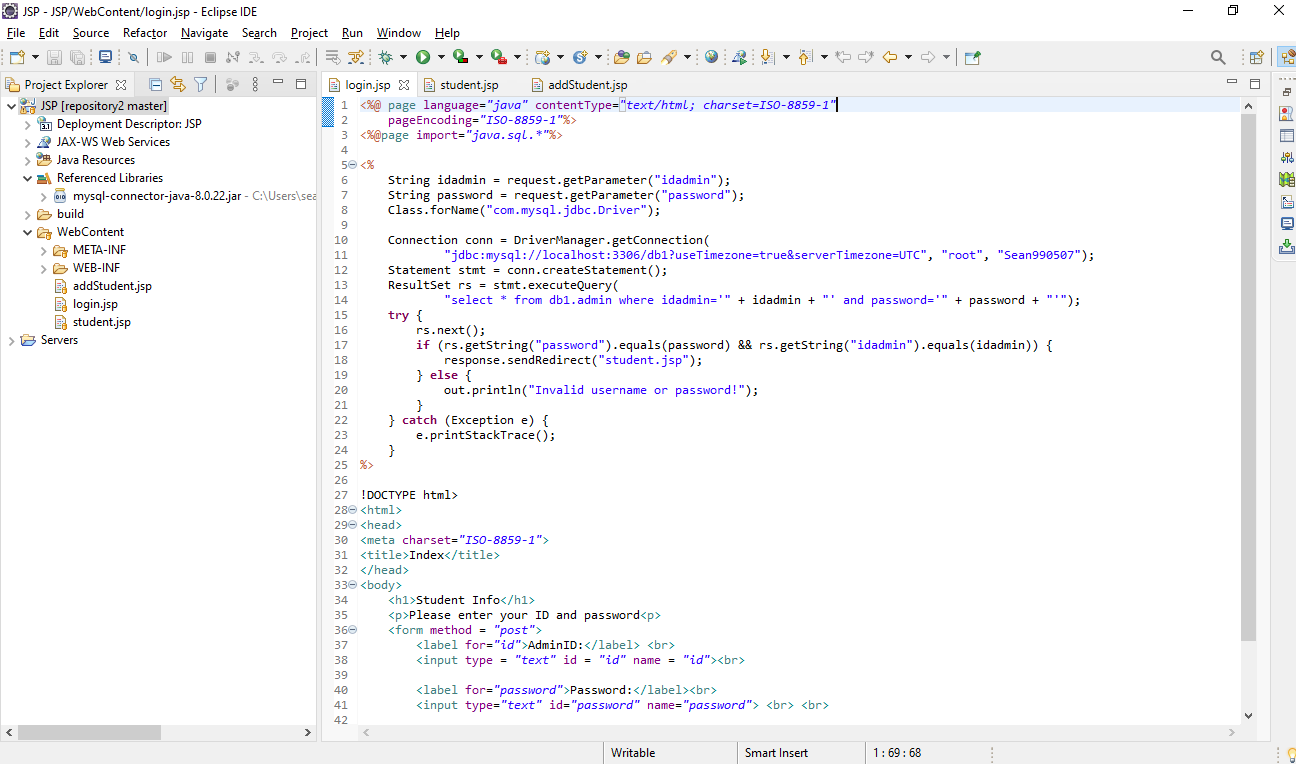 JSP - JSP/WebContent/login.jsp - Eclipse IDE
File Edit Source Refactor Navigate Search Project Run Window Help
Project Explorer
JSP [repository2 master]
Deployment Descriptor: JSP
JAX-WS Web Services
Java Resources
Referenced Libraries
mysql-connector-java-8.0.22.jar - C:\Users\sea
build
WebContent
META-INF
WEB-INF
addStudent.jsp
login.jsp
student.jsp
Servers
login.jsp student.jsp addStudent.jsp
1 <%@ page language="java" contentType="text/html; charset=ISO-8859-1"
2 pageEncoding="ISO-8859-1"%>
3 <%@page import="java.sql.*"%>
4
5 <%
6 String idadmin = request.getParameter("idadmin");
7 String password = request.getParameter("password");
8 Class.forName("com.mysql.jdbc.Driver");
9
10 Connection conn = DriverManager.getConnection(
11 "jdbc:mysql://localhost:3306/db1?useTimezone=true&serverTimezone=UTC", "root", "Sean990507");
12 Statement stmt = conn.createStatement();
13 ResultSet rs = stmt.executeQuery(
14 "select * from db1.admin where idadmin='" + idadmin + "' and password='" + password + "'");
15 try {
16 rs.next();
17 if (rs.getString("password").equals(password) && rs.getString("idadmin").equals(idadmin)) {
18 response.sendRedirect("student.jsp");
19 } else {
20 out.println("Invalid username or password!");
21 }
22 } catch (Exception e) {
23 e.printStackTrace();
24 }
25 %>
26
27 !DOCTYPE html>
28 <html>
29 <head>
30 <meta charset="ISO-8859-1">
31 <title>Index</title>
32 </head>
33 <body>
34 <h1>Student Info</h1>
35 <p>Please enter your ID and password<p>
36 <form method = "post">
37 <label for="id">AdminID:</label> <br>
38 <input type = "text" id = "id" name = "id"><br>
39
40 <label for="password">Password:</label><br>
41 <input type="text" id="password" name="password"> <br> <br>
42
Writable Smart Insert 1 : 69 : 68